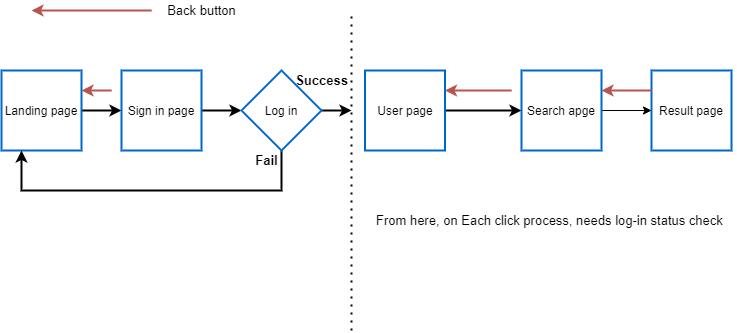 Back button
Success
Landing page
Sign in page
Log in
User page
Search apge
Result page
Fail
From here, on Each click process, needs log-in status check